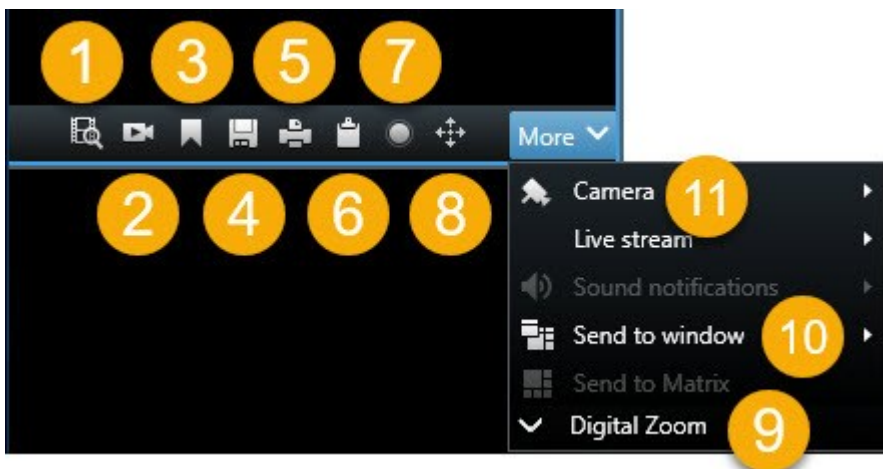 1 3 5 7
More
2 4 6 8
Camera 11
Live stream
Sound notifications
Send to window 10
Send to Matrix
Digital Zoom 9